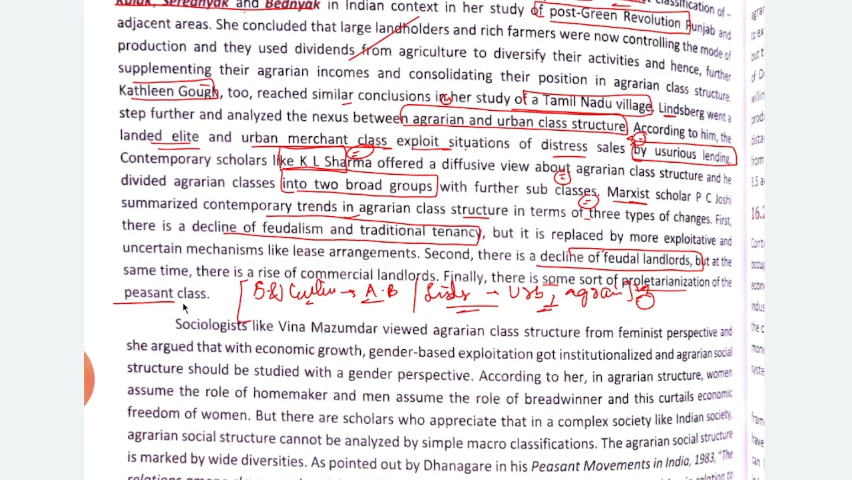 Kulak, Serednyak and Bednyak in Indian context in her study of post-Green Revolution Punjab and
adjacent areas. She concluded that large landholders and rich farmers were now controlling the mode of
production and they used dividends from agriculture to diversify their activities and hence, further
supplementing their agrarian incomes and consolidating their position in agrarian class structure.
Kathleen Gough, too, reached similar conclusions in her study of a Tamil Nadu village. Lindsberg went a
step further and analyzed the nexus between agrarian and urban class structure. According to him, the
landed elite and urban merchant class exploit situations of distress sales by usurious lending.
Contemporary scholars like K L Sharma offered a diffusive view about agrarian class structure and he
divided agrarian classes into two broad groups with further sub classes. Marxist scholar P C Joshi
summarized contemporary trends in agrarian class structure in terms of three types of changes. First,
there is a decline of feudalism and traditional tenancy, but it is replaced by more exploitative and
uncertain mechanisms like lease arrangements. Second, there is a decline of feudal landlords, but at the
same time, there is a rise of commercial landlords. Finally, there is some sort of proletarianization of the
peasant class.
A.B
Sociologists like Vina Mazumdar viewed agrarian class structure from feminist perspective and
she argued that with economic growth, gender-based exploitation got institutionalized and agrarian social
structure should be studied with a gender perspective. According to her, in agrarian structure, women
assume the role of homemaker and men assume the role of breadwinner and this curtails economic
freedom of women. But there are scholars who appreciate that in a complex society like Indian society,
agrarian social structure cannot be analyzed by simple macro classifications. The agrarian social structure
is marked by wide diversities. As pointed out by Dhanagare in his Peasant Movements in India, 1983, "The